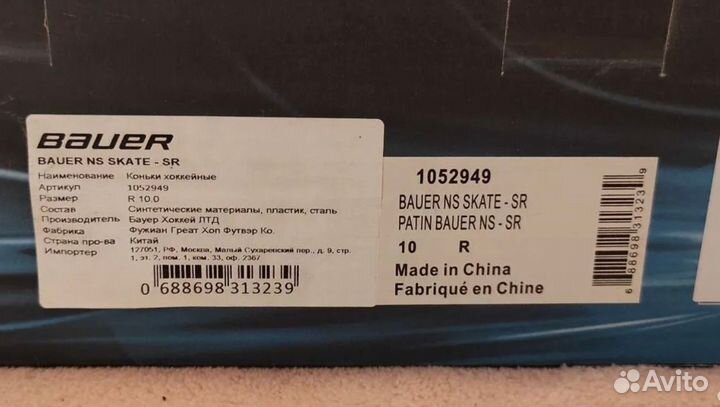 BAUER
BAUER NS SKATE - SR
Наименование Коньки хоккейные
Артикул 1052949
Размер R 10.0
Состав Синтетические материалы, пластик, сталь
Производитель Бауер Хоккей ЛТД
Фабрика Фужиан Греат Хоп Футвэр Ко.
Страна про-ва Китай
Импортер 127051, РФ, Москва, Малый Сухаревский пер., д. 9, стр.
1, эт. 2, пом. 1, ком. 33, оф. 2367
0 688698 313239
1052949
BAUER NS SKATE - SR
PATIN BAUER NS - SR
10 R
Made in China
Fabriqué en Chine
6 88698 31323 9
Avito